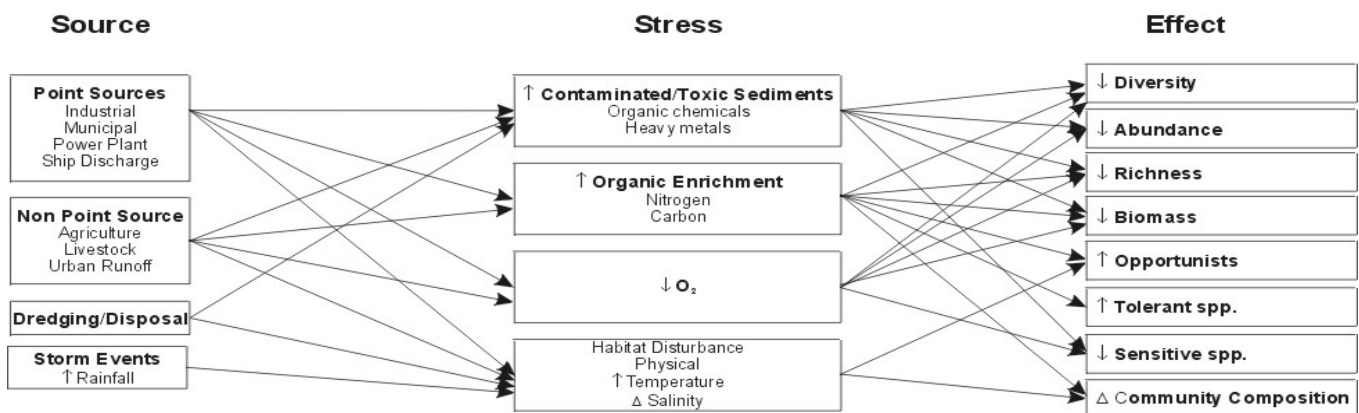 Source
Stress
Effect
Point Sources
Industrial
Municipal
Power Plant
Ship Discharge
Non Point Source
Agriculture
Livestock
Urban Runoff
Dredging/Disposal
Storm Events
↑ Rainfall
↑ Contaminated/Toxic Sediments
Organic chemicals
Heavy metals
↑ Organic Enrichment
Nitrogen
Carbon
↓ O₂
Habitat Disturbance
Physical
↑ Temperature
Δ Salinity
↓ Diversity
↓ Abundance
↓ Richness
↓ Biomass
↑ Opportunists
↑ Tolerant spp.
↓ Sensitive spp.
Δ Community Composition